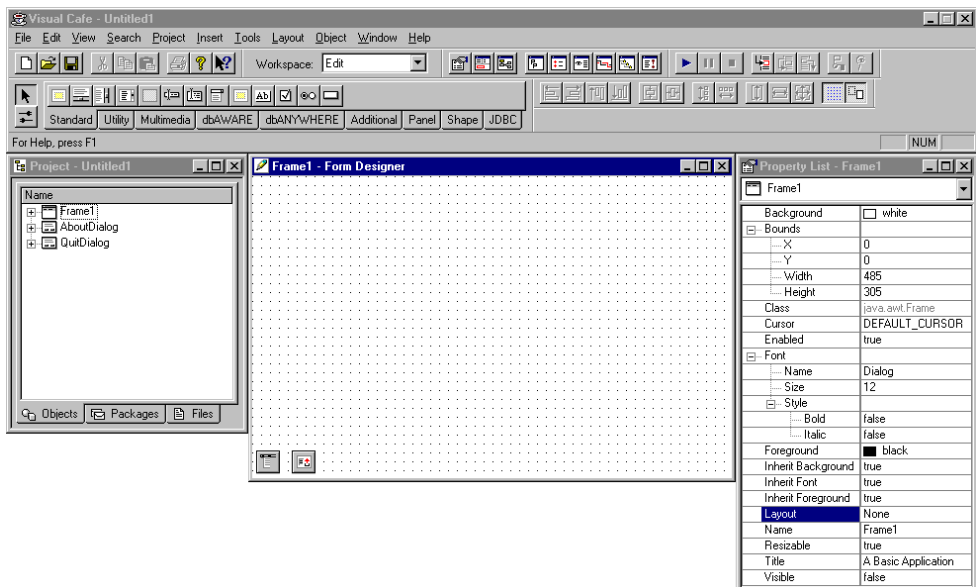 Visual Cafe - Untitled1
File Edit View Search Project Insert Tools Layout Object Window Help
Workspace: Edit
Standard Utility Multimedia dbAWARE dbANYWHERE Additional Panel Shape JDBC
For Help, press F1 NUM
Project - Untitled1
Name
Frame1
AboutDialog
QuitDialog
Objects Packages Files
Frame1 - Form Designer
Property List - Frame1
Frame1
Background white
Bounds
X 0
Y 0
Width 485
Height 305
Class java.awt.Frame
Cursor DEFAULT_CURSOR
Enabled true
Font
Name Dialog
Size 12
Style
Bold false
Italic false
Foreground black
Inherit Background true
Inherit Font true
Inherit Foreground true
Layout None
Name Frame1
Resizable true
Title A Basic Application
Visible false